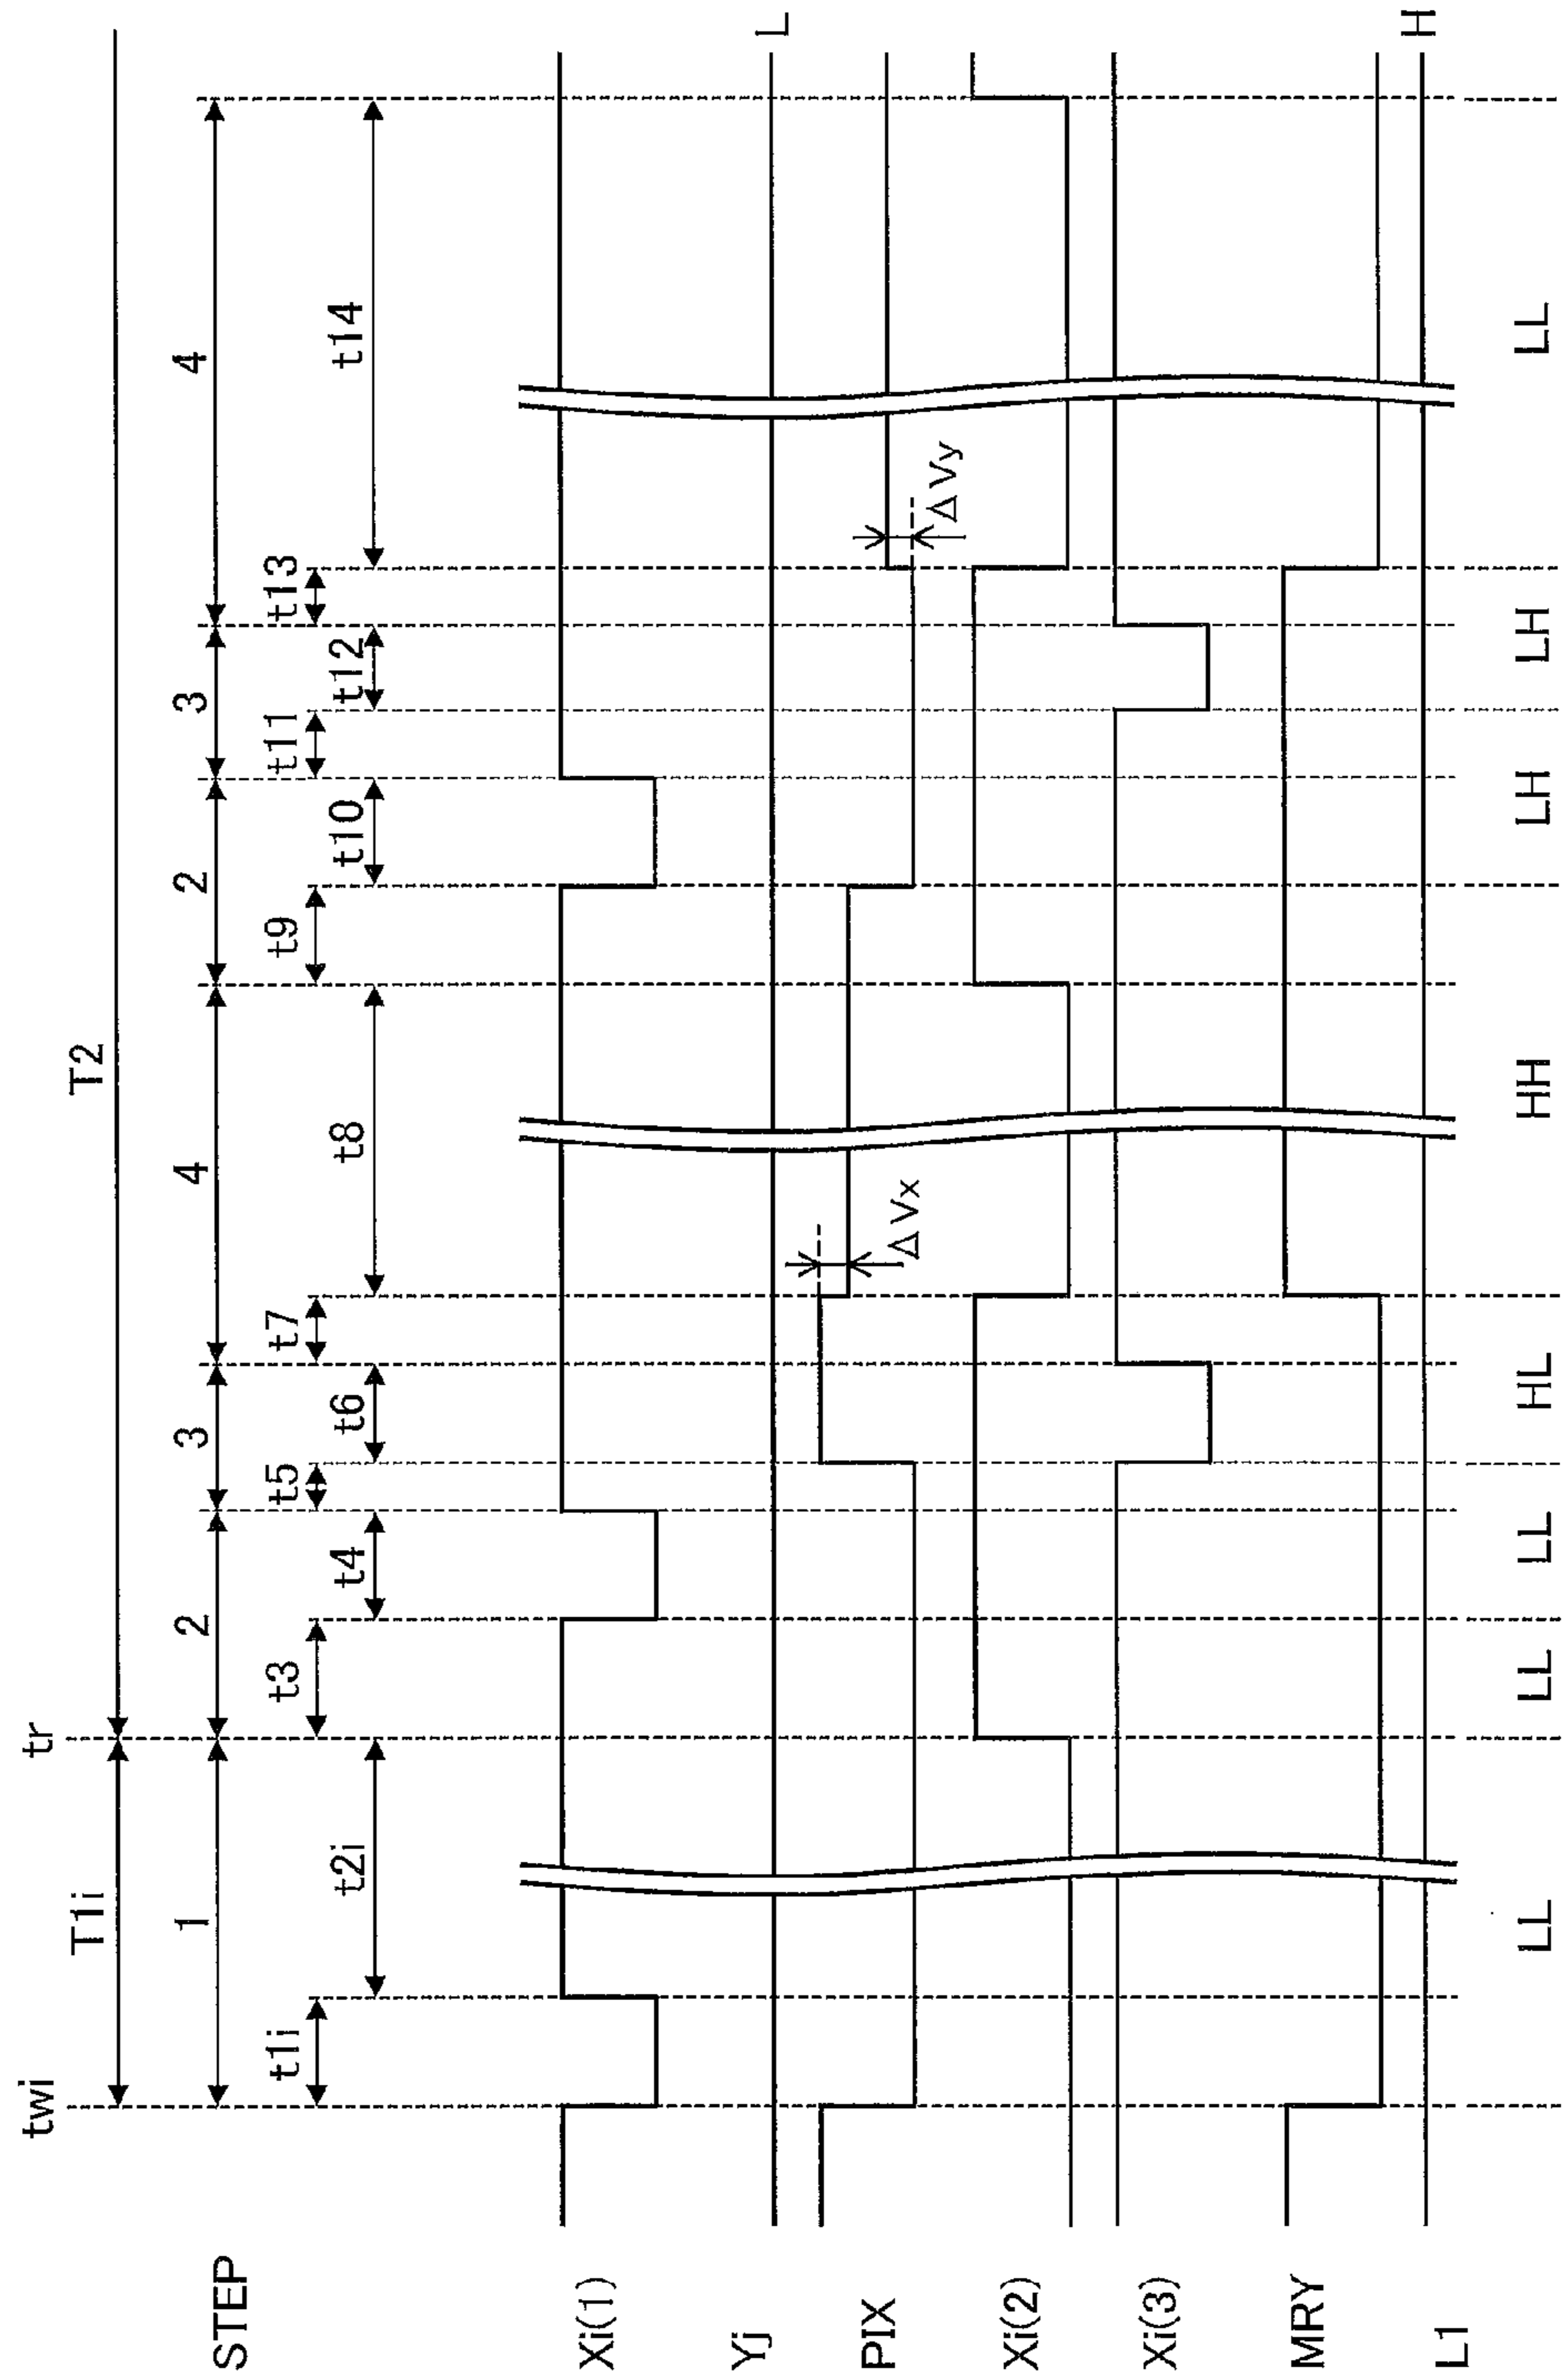 twi tr
T1i T2
STEP 1 2 3 4 2 3 4
t1i t3 t5 t7 t9 t11 t13
t2i t4 t6 t8 t10 t12 t14
Xi(1)
Yj L
PIX ΔVx ΔVy
Xi(2)
Xi(3)
MRY
L1 H
LL LL LL HL HH LH LH LL